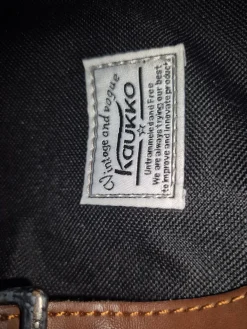 Vintage and vogue
KAUKKO
Untrammeled and Free
We are always trying our best
to improve and innovate product